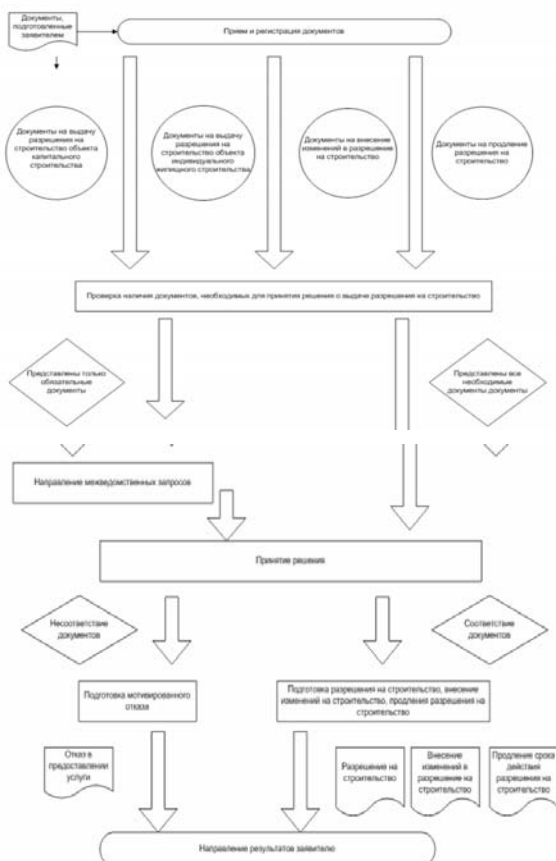 Документы,
подготовленные
заявителем
Прием и регистрация документов
Документы на выдачу
разрешения на
строительство объекта
капитального
строительства
Документы на выдачу
разрешения на
строительство объекта
индивидуального
жилищного строительства
Документы на внесение
изменений в разрешение
на строительство
Документы на продление
разрешения на
строительство
Проверка наличия документов, необходимых для принятия решения о выдаче разрешения на строительство
Представлены только
обязательные
документы
Представлены все
необходимые
документы документы
Направление межведомственных запросов
Принятие решения
Несоответствие
документов
Соответствие
документов
Подготовка мотивированного
отказа
Подготовка разрешения на строительство, внесение
изменений на строительство, продления разрешения на
строительство
Отказ в
предоставлении
услуги
Разрешение на
строительство
Внесение
изменений в
разрешение на
строительство
Продление срока
действия
разрешения на
строительство
Направление результатов заявителю